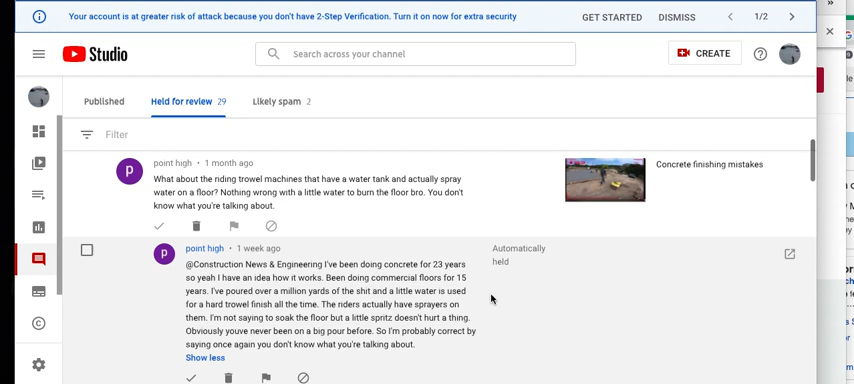 Your account is at greater risk of attack because you don't have 2-Step Verification. Turn it on now for extra security
GET STARTED
DISMISS
1/2
Studio
Search across your channel
CREATE
Published
Held for review 29
Likely spam 2
Filter
point high • 1 month ago
What about the riding trowel machines that have a water tank and actually spray
water on a floor? Nothing wrong with a little water to burn the floor bro. You don't
know what you're talking about.
Concrete finishing mistakes
point high • 1 week ago
@Construction News & Engineering I've been doing concrete for 23 years
so yeah I have an idea how it works. Been doing commercial floors for 15
years. I've poured over a million yards of the shit and a little water is used
for a hard trowel finish all the time. The riders actually have sprayers on
them. I'm not saying to soak the floor but a little spritz doesn't hurt a thing.
Obviously youve never been on a big pour before. So I'm probably correct by
saying once again you don't know what you're talking about.
Show less
Automatically
held